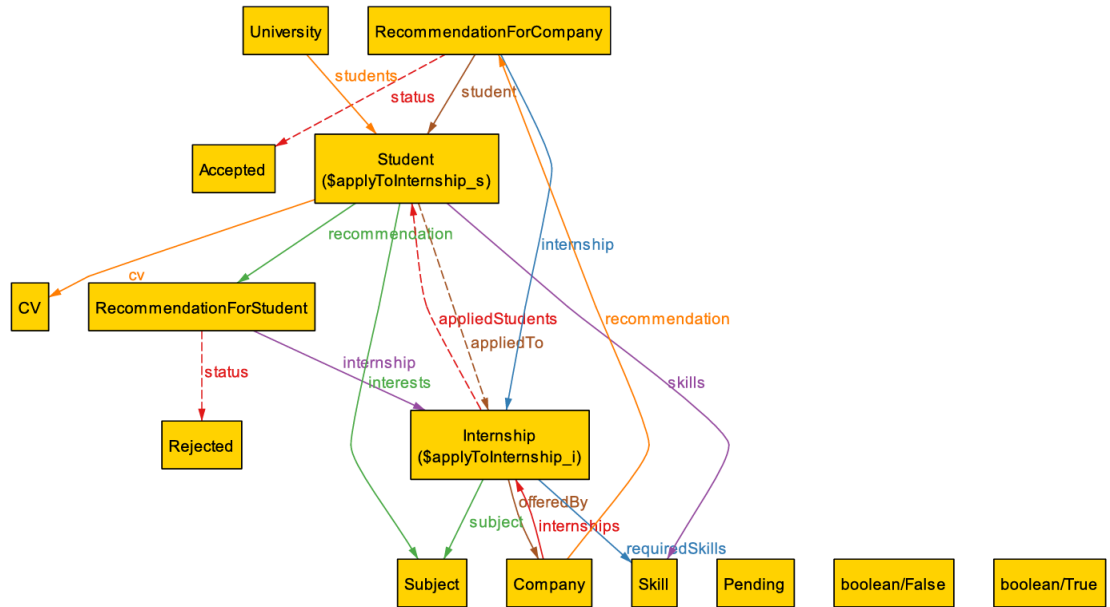 University
RecommendationForCompany
students
status
student
Accepted
Student
($applyToInternship_s)
recommendation
internship
cv
CV
RecommendationForStudent
recommendation
appliedStudents
appliedTo
status
internship
interests
skills
Rejected
Internship
($applyToInternship_i)
offeredBy
subject
internships
requiredSkills
Subject
Company
Skill
Pending
boolean/False
boolean/True